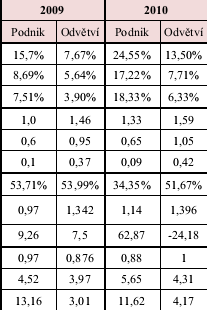 2009 2010
Podnik Odvětví Podnik Odvětví
15,7% 7,67% 24,55% 13,50%
8,69% 5,64% 17,22% 7,71%
7,51% 3,90% 18,33% 6,33%
1,0 1,46 1,33 1,59
0,6 0,95 0,65 1,05
0,1 0,37 0,09 0,42
53,71% 53,99% 34,35% 51,67%
0,97 1,342 1,14 1,396
9,26 7,5 62,87 -24,18
0,97 0,876 0,88 1
4,52 3,97 5,65 4,31
13,16 3,01 11,62 4,17